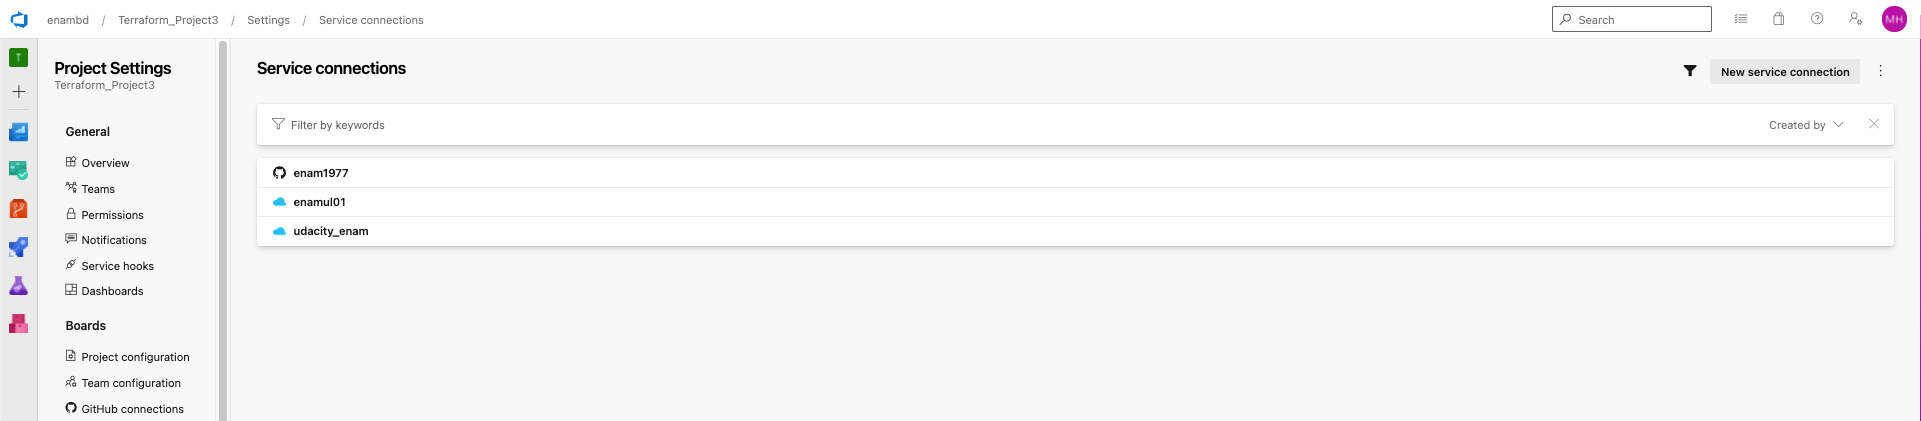 enambd / Terraform_Project3 / Settings / Service connections
Search
MH
T
Project Settings
Terraform_Project3
General
Overview
Teams
Permissions
Notifications
Service hooks
Dashboards
Boards
Project configuration
Team configuration
GitHub connections
Service connections
New service connection
Filter by keywords
Created by
enam1977
enamul01
udacity_enam